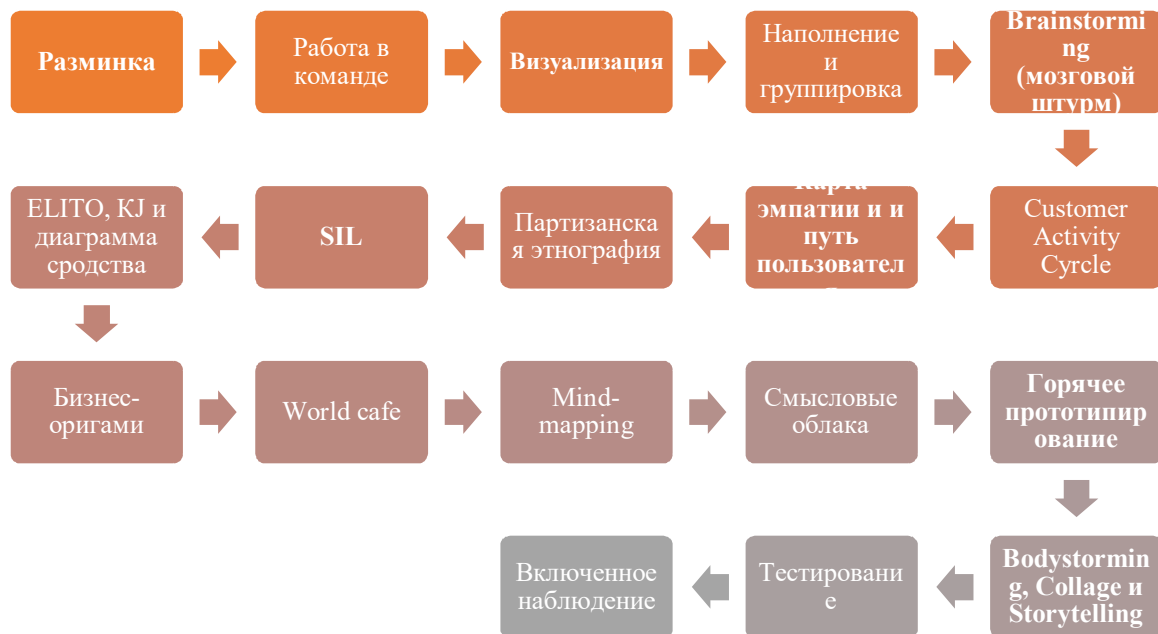 Разминка
Работа в
команде
Визуализация
Наполнение
и
группировка
Brainstormi
ng
(мозговой
штурм)
Customer
Activity
Cyrcle
Карта
эмпатии и и
путь
пользовател
Партизанска
я этнография
SIL
ELITO, KJ и
диаграмма
сродства
Бизнес-
оригами
World cafe
Mind-
mapping
Смысловые
облака
Горячее
прототипир
ование
Bodystormin
g, Collage и
Storytelling
Тестировани
е
Включенное
наблюдение